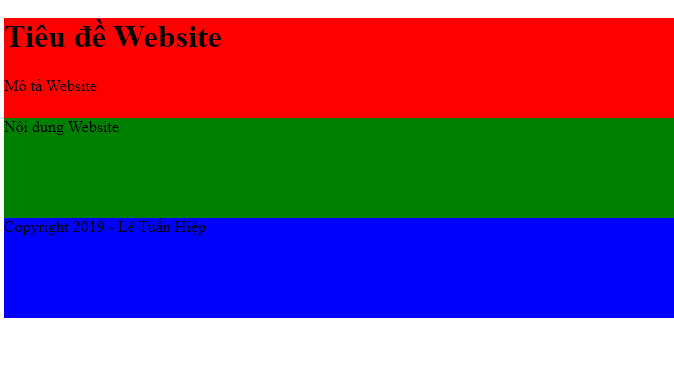 Tiêu đề Website
Mô tả Website
Nội dung Website
Copyright 2019 - Lê Tuấn Hiệp